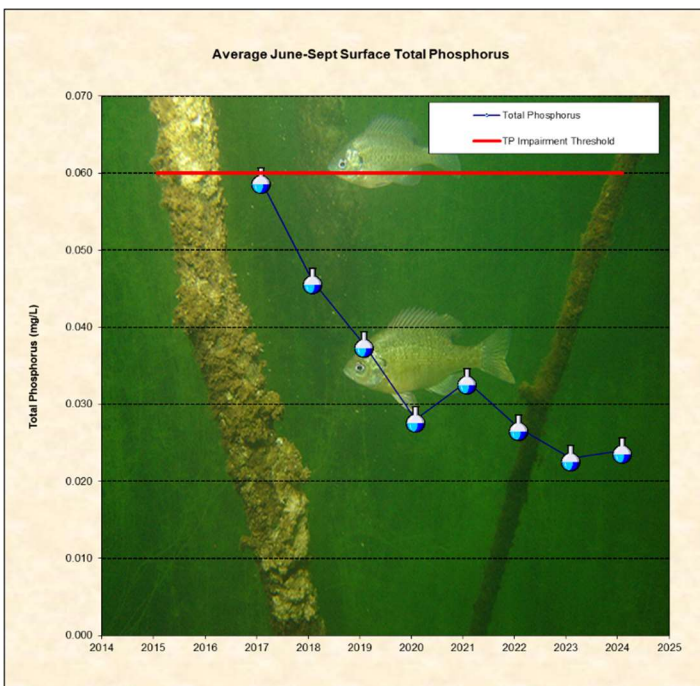 Average June-Sept Surface Total Phosphorus
0.070
Total Phosphorus
TP Impairment Threshold
0.060
0.050
0.040
Total Phosphorus (mg/L)
0.030
0.020
0.010
0.000
2014 2015 2016 2017 2018 2019 2020 2021 2022 2023 2024 2025